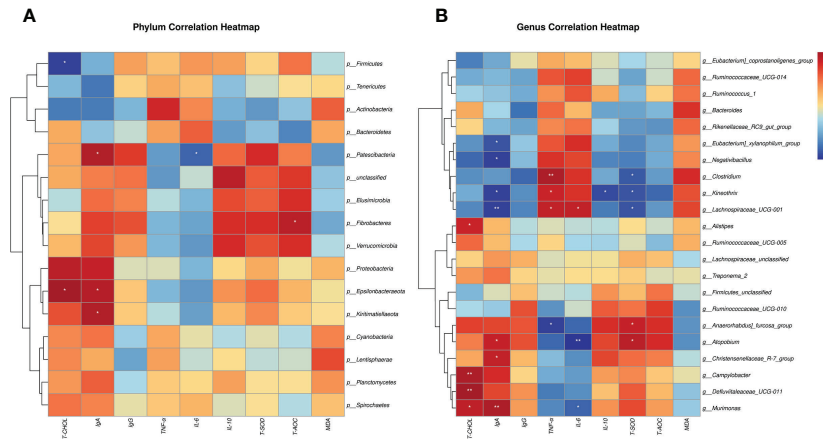 A
Phylum Correlation Heatmap
p__Firmicutes
p__Tenericutes
p__Actinobacteria
p__Bacteroidetes
p__Patescibacteria
p__unclassified
p__Elusimicrobia
p__Fibrobacteres
p__Verrucomicrobia
p__Proteobacteria
p__Epsilonbacteraeota
p__Kiritimatiellaeota
p__Cyanobacteria
p__Lentisphaerae
p__Planctomycetes
p__Spirochaetes
T-CHOL
IgA
IgG
TNF-α
IL-6
IL-10
T-SOD
T-AOC
MDA
B
Genus Correlation Heatmap
g__Eubacterium]_coprostanoligenes_group
g__Ruminococcaceae_UCG-014
g__Ruminococcus_1
g__Bacteroides
g__Rikenellaceae_RC9_gut_group
g__Eubacterium]_xylanophilum_group
g__Negativibacillus
g__Clostridium
g__Kineothrix
g__Lachnospiraceae_UCG-001
g__Alistipes
g__Ruminococcaceae_UCG-005
g__Lachnospiraceae_unclassified
g__Treponema_2
g__Firmicutes_unclassified
g__Ruminococcaceae_UCG-010
g__Anaerorhabdus]_furcosa_group
g__Atopobium
g__Christensenellaceae_R-7_group
g__Campylobacter
g__Defluviitaleaceae_UCG-011
g__Murimonas
T-CHOL
IgA
IgG
TNF-α
IL-6
IL-10
T-SOD
T-AOC
MDA